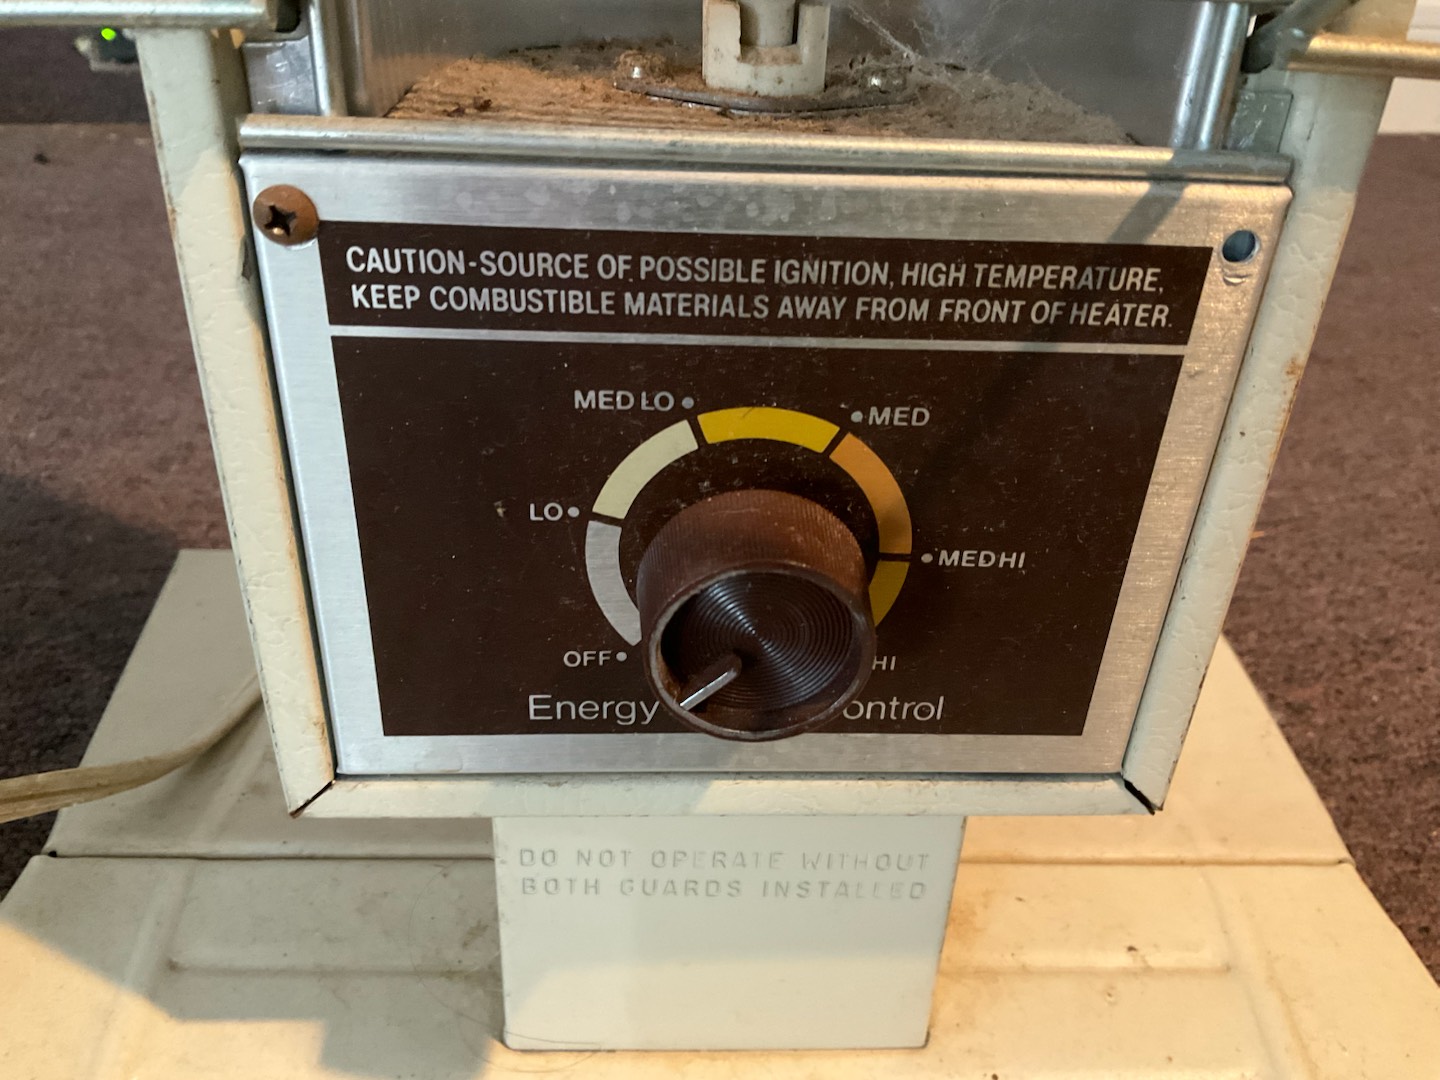 CAUTION-SOURCE OF POSSIBLE IGNITION, HIGH TEMPERATURE,
KEEP COMBUSTIBLE MATERIALS AWAY FROM FRONT OF HEATER.
MED LO
MED
LO
MED HI
OFF
HI
Energy ontrol
DO NOT OPERATE WITHOUT
BOTH GUARDS INSTALLED